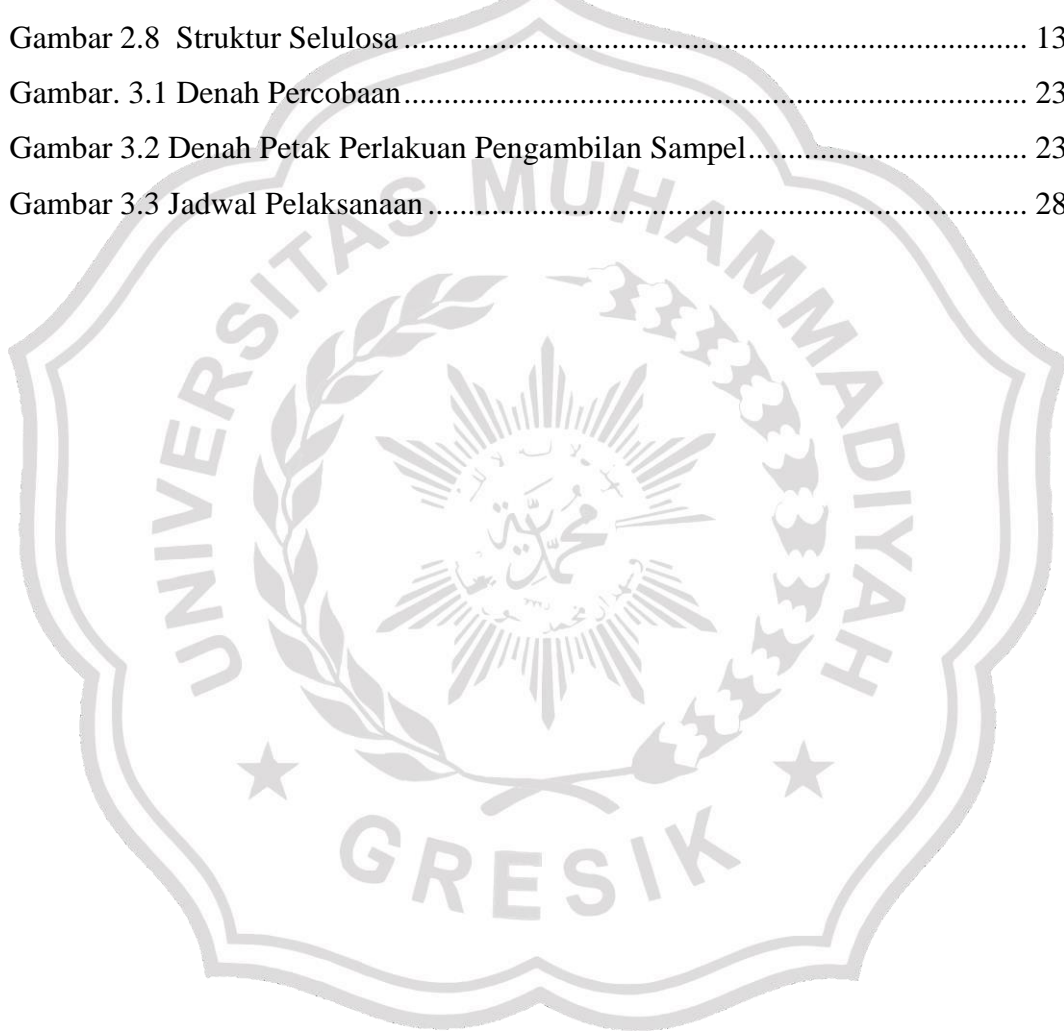 Gambar 2.8 Struktur Selulosa ............................................................................. 13
Gambar. 3.1 Denah Percobaan ............................................................................. 23
Gambar 3.2 Denah Petak Perlakuan Pengambilan Sampel .................................. 23
Gambar 3.3 Jadwal Pelaksanaan .......................................................................... 28
UNIVERSITAS MUHAMMADIYAH
محمدية
GRESIK